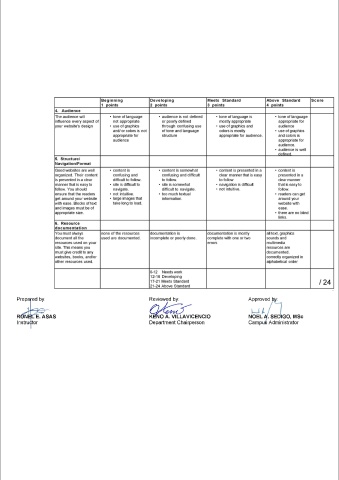 Beginning 1 points
Developing 2 points
Meets Standard 3 points
Above Standard 4 points
Score
4. Audience
The audience will influence every aspect of your website's design
• tone of language not appropriate
• use of graphics and/or colors is not appropriate for audience
• audience is not defined or poorly defined through confusing use of tone and language structure
• tone of language is mostly appropriate
• use of graphics and colors is mostly appropriate for audience.
• tone of language appropriate for audience
• use of graphics and colors is appropriate for audience
• audience is well defined.
5. Structure/ Navigation/Format
Good websites are well organized. Their content is presented in a clear manner that is easy to follow. You should ensure that the readers get around your website with ease. Blocks of text and images must be of appropriate size.
• content is confusing and difficult to follow.
• site is difficult to navigate.
• not intuitive.
• large images that take long to load.
• content is somewhat confusing and difficult to follow.
• site is somewhat difficult to navigate.
• too much textual information.
• content is presented in a clear manner that is easy to follow
• navigation is difficult
• not intuitive.
• content is presented in a clear manner that is easy to follow
• readers can get around your website with ease.
• there are no failed links
6. Resource documentation
You must always document all the resources used on your site. This means you must give credit to any websites, books, and/or other resources used.
none of the resources used are documented.
documentation is incomplete or poorly done.
documentation is mostly complete with one or two errors
all text, graphics sounds and multimedia resources are documented correctly organized in alphabetical order
6-12 Needs work
12-16 Developing
17-21 Meets Standard
21-24 Above Standard
/ 24
Prepared by
Reviewed by:
Approved by:
RONEL E. ASAS
KENO A. VILLAVICENCIO
NOEL A. SEDIGO, MSc
Instructor
Department Chairperson
Campus Administrator